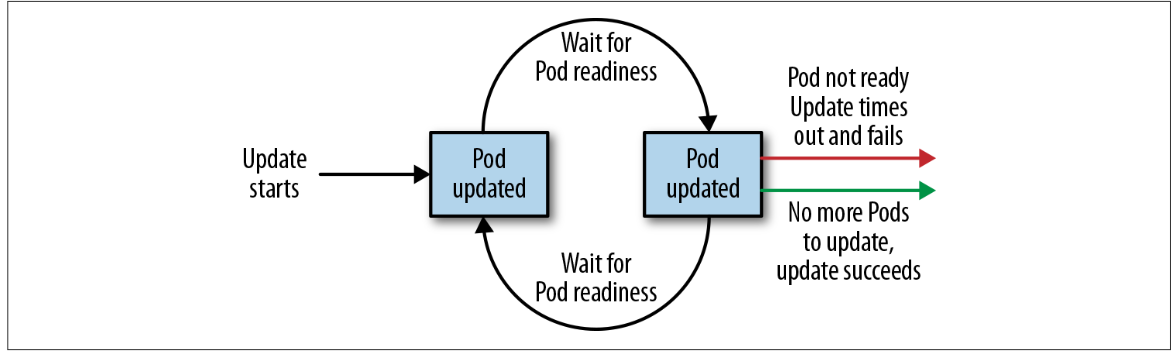 Update
starts
Pod
updated
Wait for
Pod readiness
Pod
updated
Wait for
Pod readiness
Pod not ready
Update times
out and fails
No more Pods
to update,
update succeeds